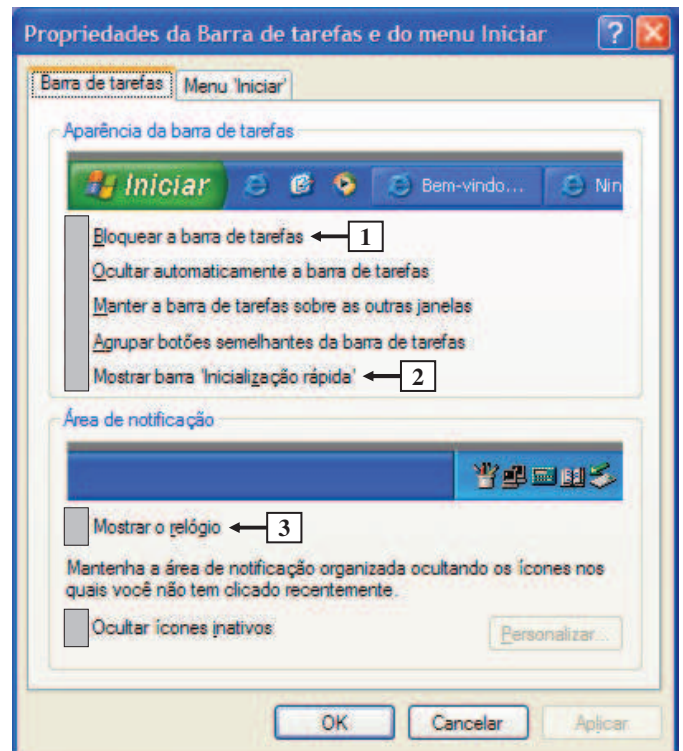 Propriedades da Barra de tarefas e do menu Iniciar
Barra de tarefas
Menu 'Iniciar'
Aparência da barra de tarefas
Iniciar
Bem-vindo...
Nin
Bloquear a barra de tarefas
1
Ocultar automaticamente a barra de tarefas
Manter a barra de tarefas sobre as outras janelas
Agrupar botões semelhantes da barra de tarefas
Mostrar barra 'Inicialização rápida'
2
Área de notificação
Mostrar o relógio
3
Mantenha a área de notificação organizada ocultando os ícones nos
quais você não tem clicado recentemente.
Ocultar ícones inativos
Personalizar...
OK
Cancelar
Aplicar